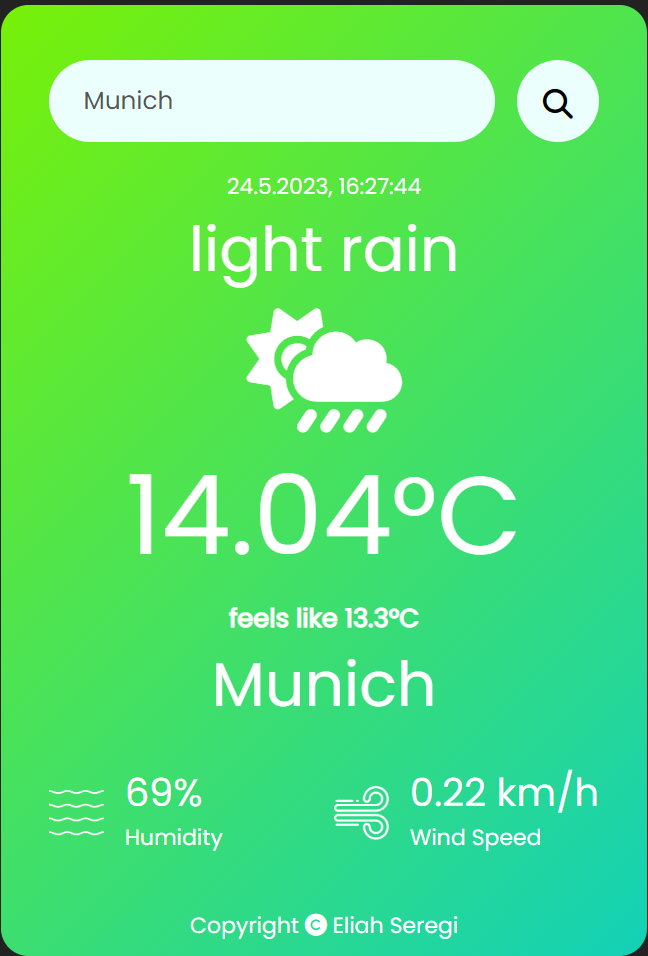 Munich
24.5.2023, 16:27:44
light rain
14.04°C
feels like 13.3°C
Munich
69%
Humidity
0.22 km/h
Wind Speed
Copyright © Eliah Seregi